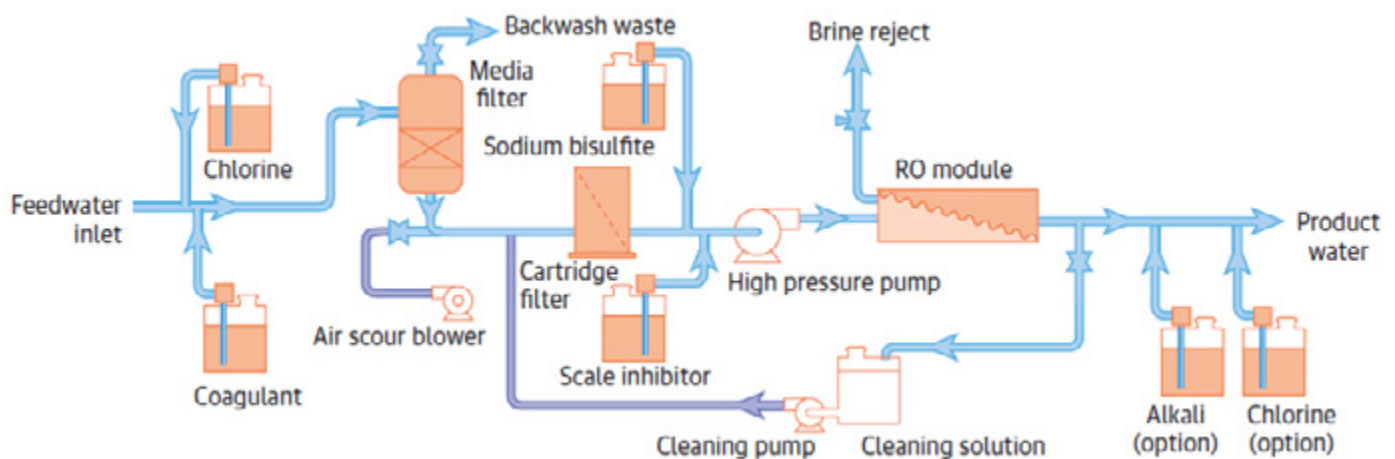 Backwash waste
Brine reject
Media
filter
Chlorine
Sodium bisulfite
RO module
Feedwater
inlet
Product
water
Cartridge
filter
High pressure pump
Air scour blower
Coagulant
Scale inhibitor
Cleaning pump
Cleaning solution
Alkali
(option)
Chlorine
(option)